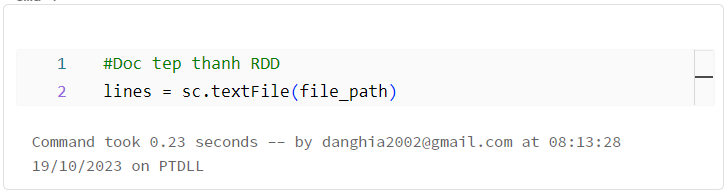 1 #Doc tep thanh RDD
2 lines = sc.textFile(file_path)
Command took 0.23 seconds -- by danghia2002@gmail.com at 08:13:28
19/10/2023 on PTDLL